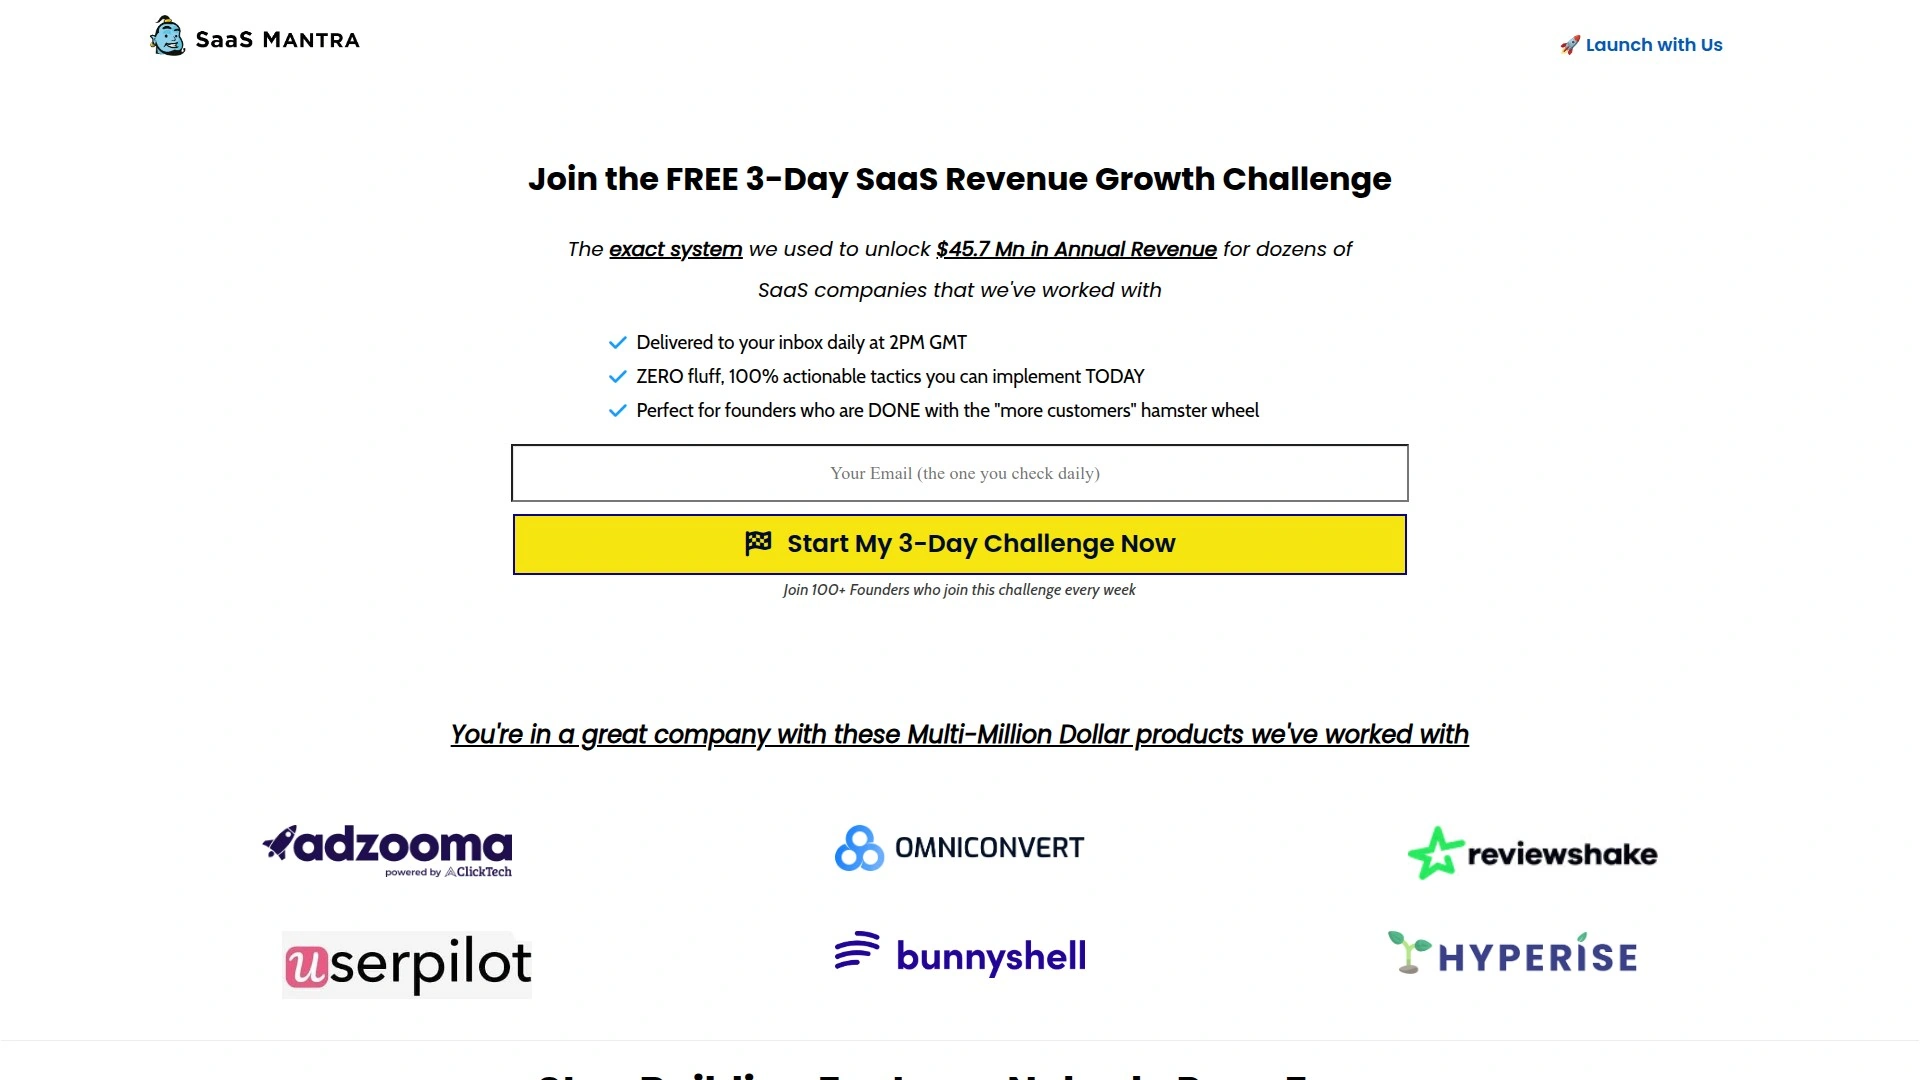 SaaS MANTRA
🚀 Launch with Us
Join the FREE 3-Day SaaS Revenue Growth Challenge
The exact system we used to unlock $45.7 Mn in Annual Revenue for dozens of
SaaS companies that we've worked with
Delivered to your inbox daily at 2PM GMT
ZERO fluff, 100% actionable tactics you can implement TODAY
Perfect for founders who are DONE with the "more customers" hamster wheel
Your Email (the one you check daily)
Start My 3-Day Challenge Now
Join 100+ Founders who join this challenge every week
You're in a great company with these Multi-Million Dollar products we've worked with
adzooma
powered by ClickTech
OMNICONVERT
reviewshake
userpilot
bunnyshell
HYPERISE